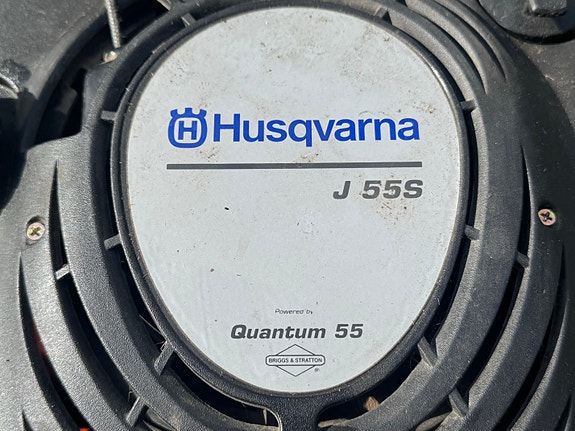 Husqvarna
J 55S
Powered by
Quantum 55
BRIGGS & STRATTON
®